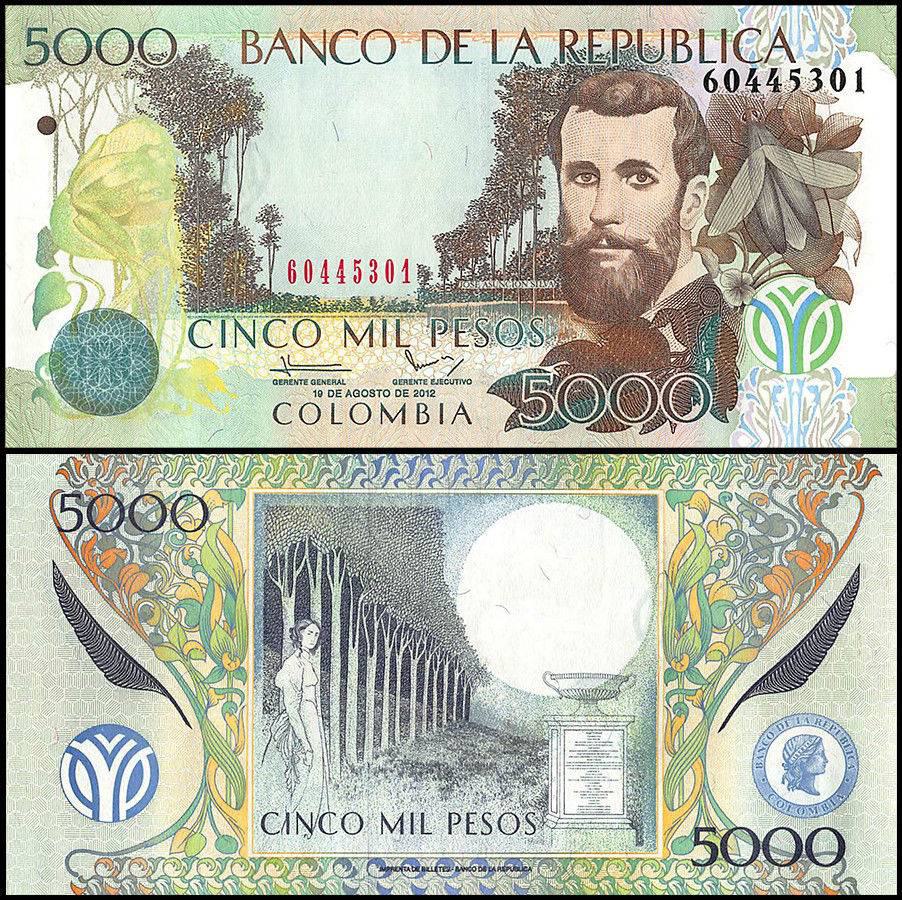 5000 BANCO DE LA REPUBLICA
60445301
60445301
JOSE ASUNCION SILVA
CINCO MIL PESOS
GERENTE GENERAL GERENTE EJECUTIVO
19 DE AGOSTO DE 2012
COLOMBIA
5000
5000
BANCO DE LA REPUBLICA
COLOMBIA
CINCO MIL PESOS
5000
IMPRENTA DE BILLETES - BANCO DE LA REPUBLICA